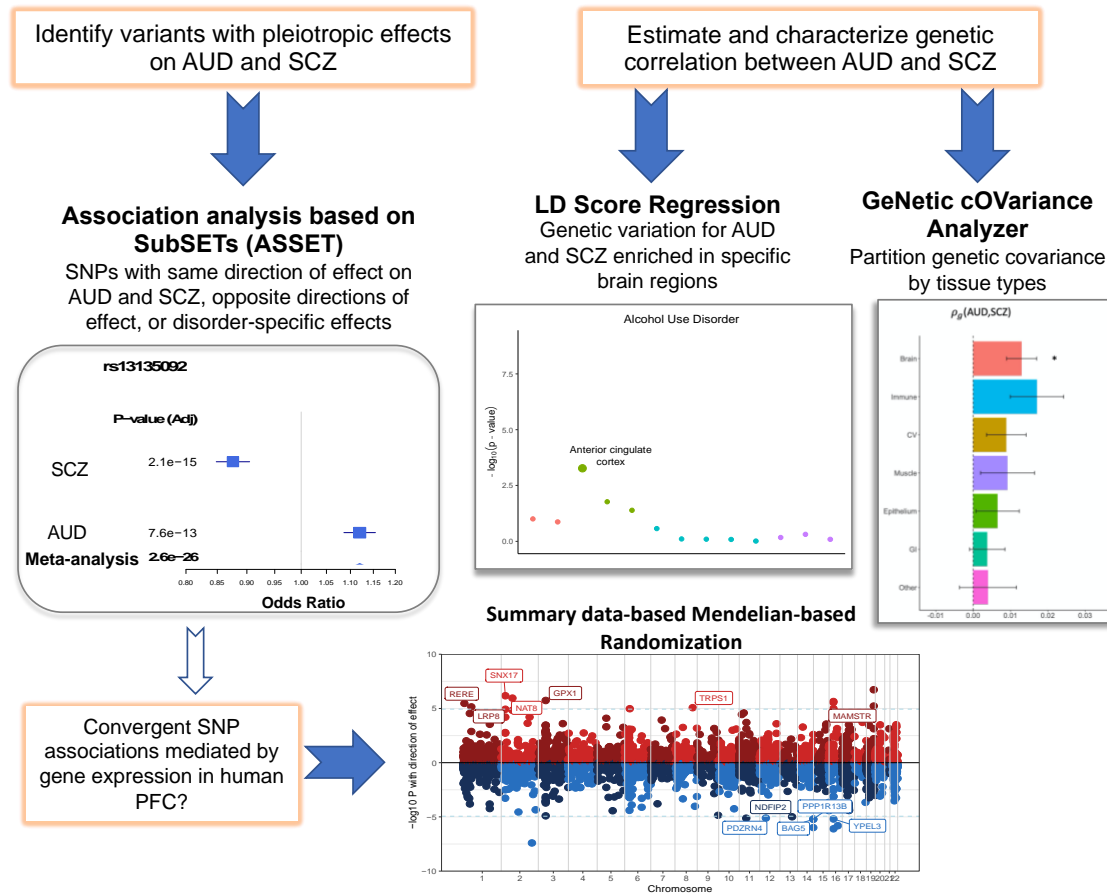 Identify variants with pleiotropic effects
on AUD and SCZ
Estimate and characterize genetic
correlation between AUD and SCZ
Association analysis based on
SubSETs (ASSET)
SNPs with same direction of effect on
AUD and SCZ, opposite directions of
effect, or disorder-specific effects
rs13135092
P-value (Adj)
SCZ
2.1e-15
AUD
7.6e-13
Meta-analysis
2.6e-26
0.80
0.85
0.90
1.00
1.10
1.15
1.20
Odds Ratio
LD Score Regression
Genetic variation for AUD
and SCZ enriched in specific
brain regions
Alcohol Use Disorder
- log10(p - value)
7.5
5.0
2.5
0.0
Anterior cingulate
cortex
GeNetic cOVariance
Analyzer
Partition genetic covariance
by tissue types
ρg(AUD,SCZ)
Brain
*
Immune
CV
Muscle
Epithelium
GI
Other
-0.01
0.00
0.01
0.02
0.03
Convergent SNP
associations mediated by
gene expression in human
PFC?
Summary data-based Mendelian-based
Randomization
−log10 P with direction of effect
10
5
0
−5
−10
SNX17
RERE
GPX1
NAT8
LRP8
TRPS1
MAMSTR
NDFIP2
PPP1R13B
PDZRN4
BAG5
YPEL3
1
2
3
4
5
6
7
8
9
10
11
12
13
14
15
16
17
18
19
20
21
22
Chromosome